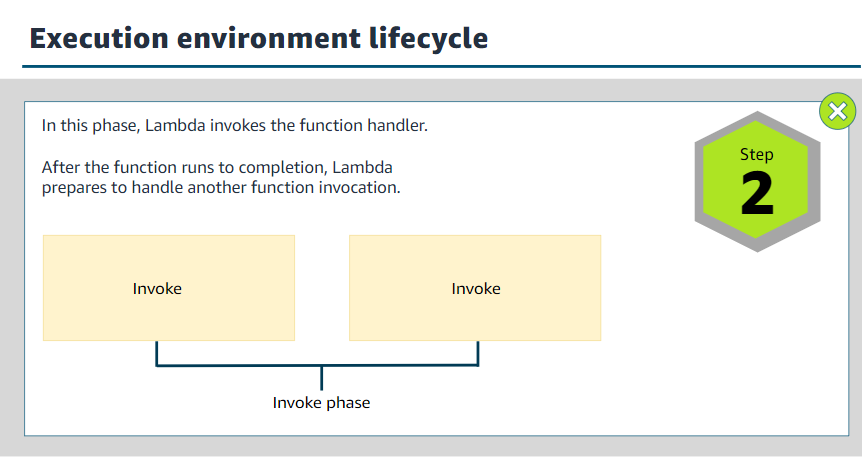 Execution environment lifecycle
In this phase, Lambda invokes the function handler.
After the function runs to completion, Lambda
prepares to handle another function invocation.
Step
2
Invoke
Invoke
Invoke phase